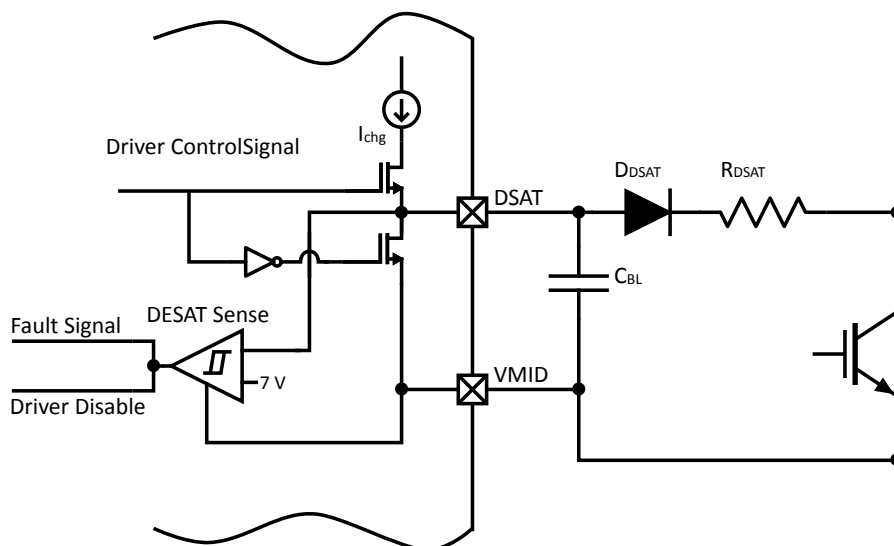 Ichg
Driver ControlSignal
DDSAT
RDSAT
DSAT
CBL
DESAT Sense
Fault Signal
7 V
VMID
Driver Disable